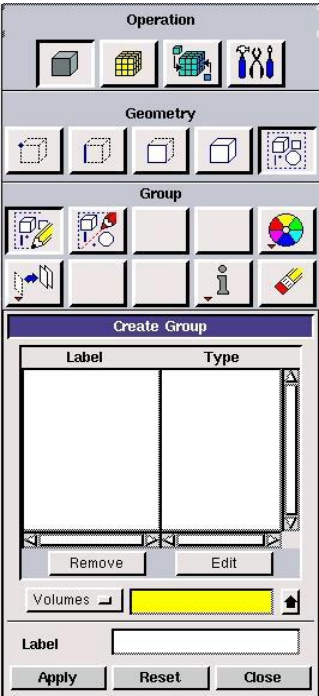 Operation
Geometry
Group
Create Group
Label Type
Remove Edit
Volumes
Label
Apply Reset Close